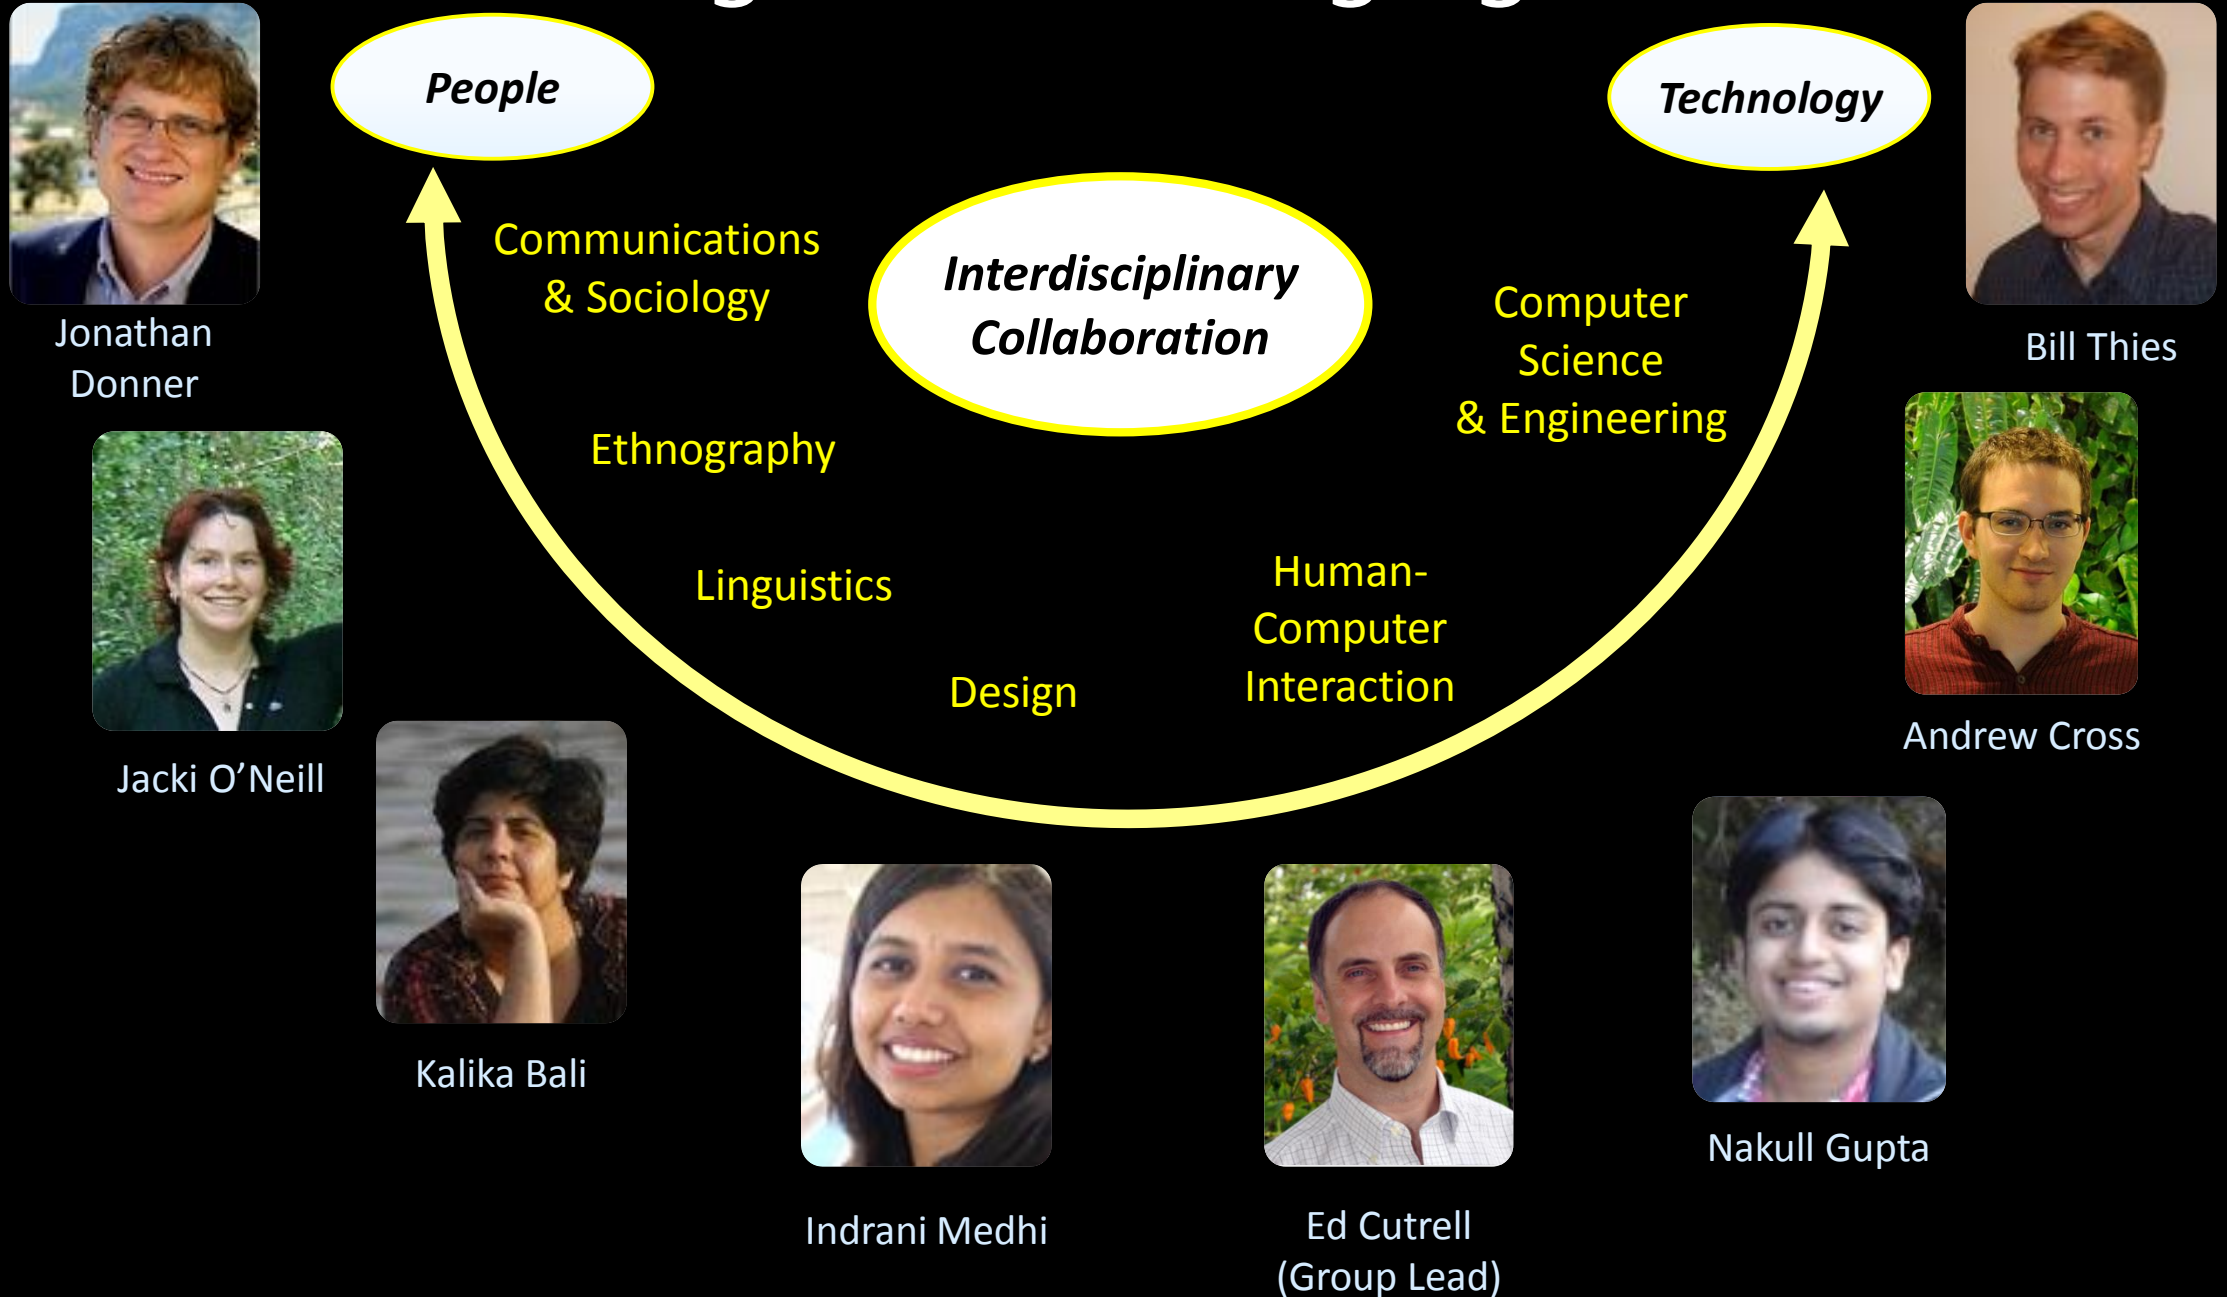 People
Technology
Interdisciplinary
Collaboration
Communications
& Sociology
Ethnography
Linguistics
Design
Human-
Computer
Interaction
Computer
Science
& Engineering
Jonathan
Donner
Jacki O’Neill
Kalika Bali
Indrani Medhi
Ed Cutrell
(Group Lead)
Nakull Gupta
Andrew Cross
Bill Thies